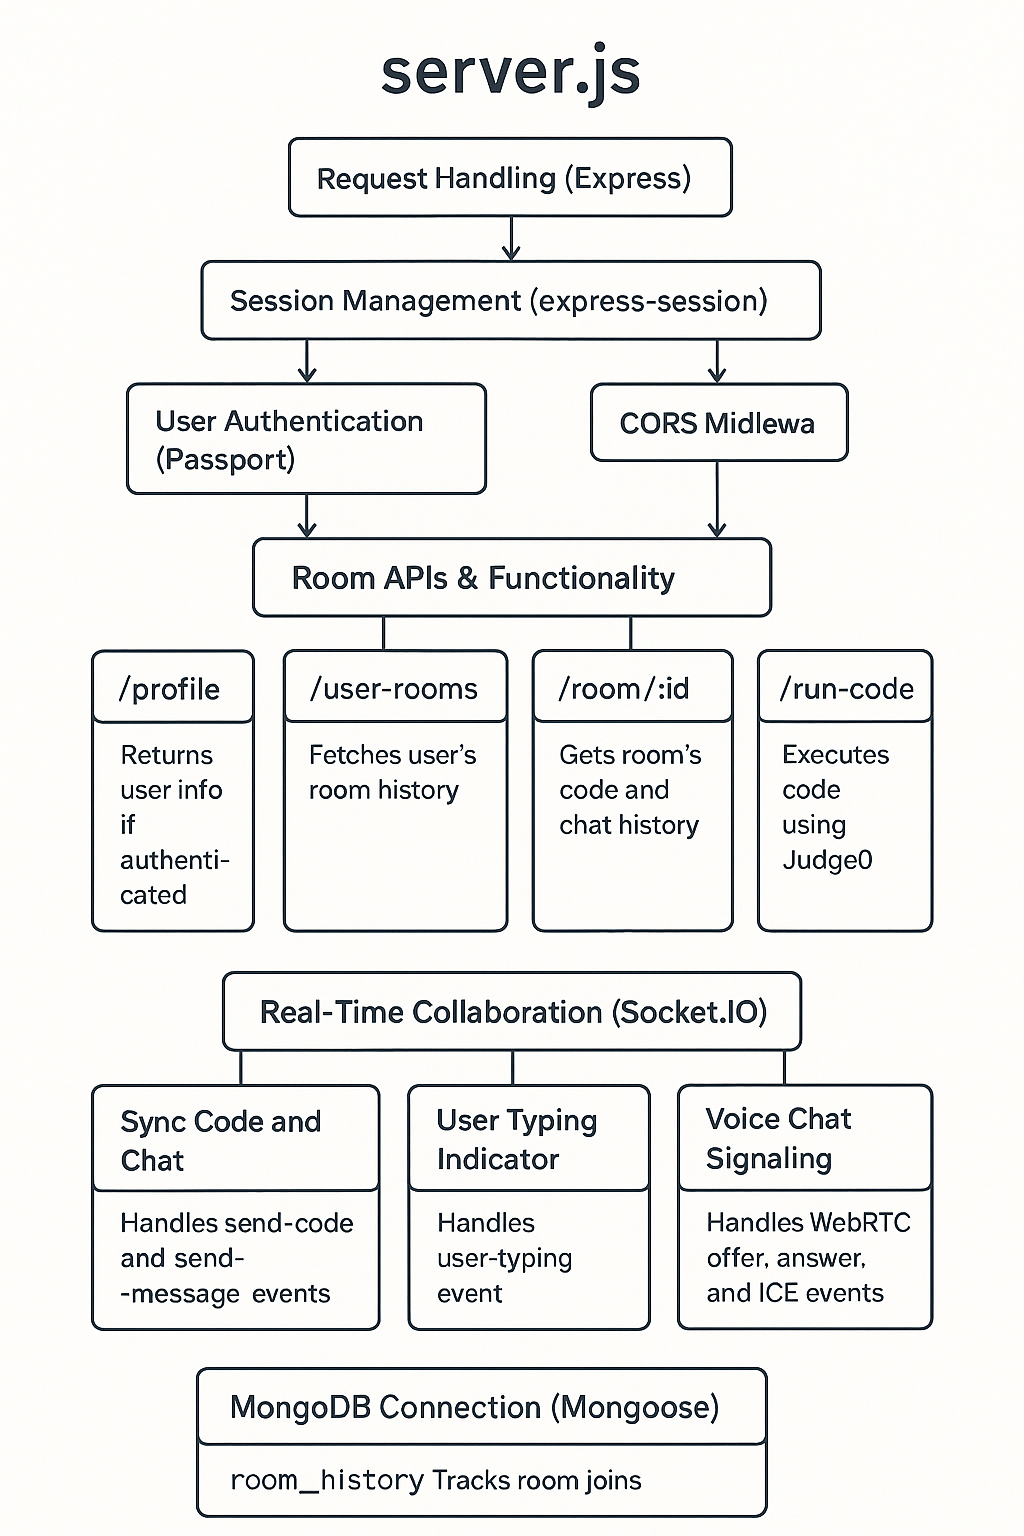 server.js
Request Handling (Express)
Session Management (express-session)
User Authentication
(Passport)
CORS Midlewa
Room APIs & Functionality
/profile
Returns
user info
if
authenti-
cated
/user-rooms
Fetches user's
room history
/room/:id
Gets room's
code and
chat history
/run-code
Executes
code
using
Judge0
Real-Time Collaboration (Socket.IO)
Sync Code and
Chat
Handles send-code
and send-
-message events
User Typing
Indicator
Handles
user-typing
event
Voice Chat
Signaling
Handles WebRTC
offer, answer,
and ICE events
MongoDB Connection (Mongoose)
room_history Tracks room joins